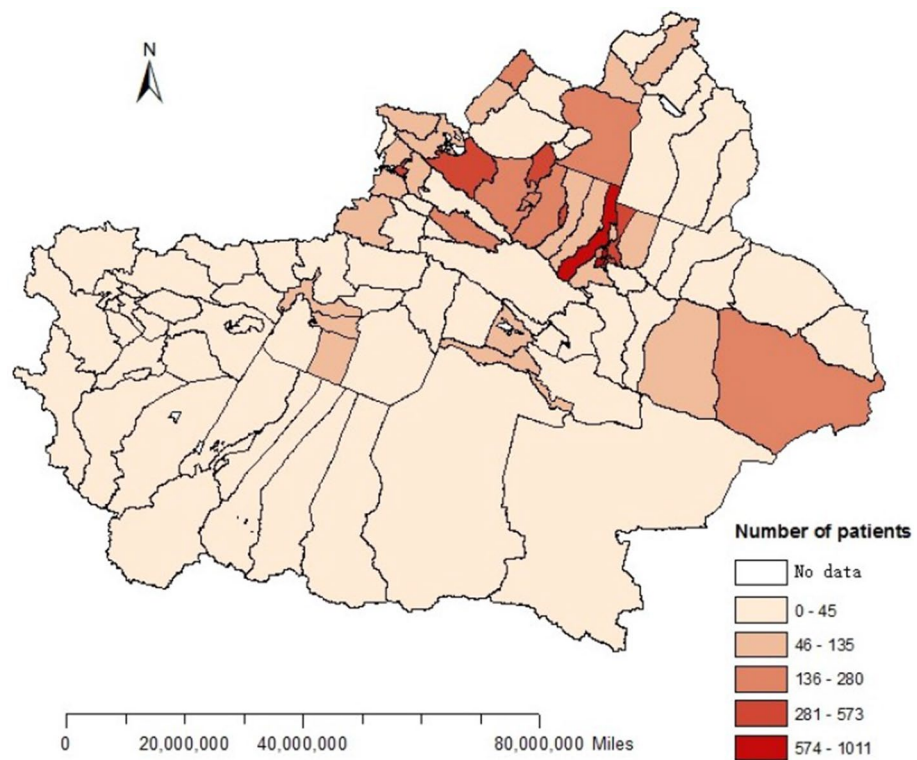 N
Number of patients
No data
0 - 45
46 - 135
136 - 280
281 - 573
574 - 1011
0 20,000,000 40,000,000 80,000,000 Miles